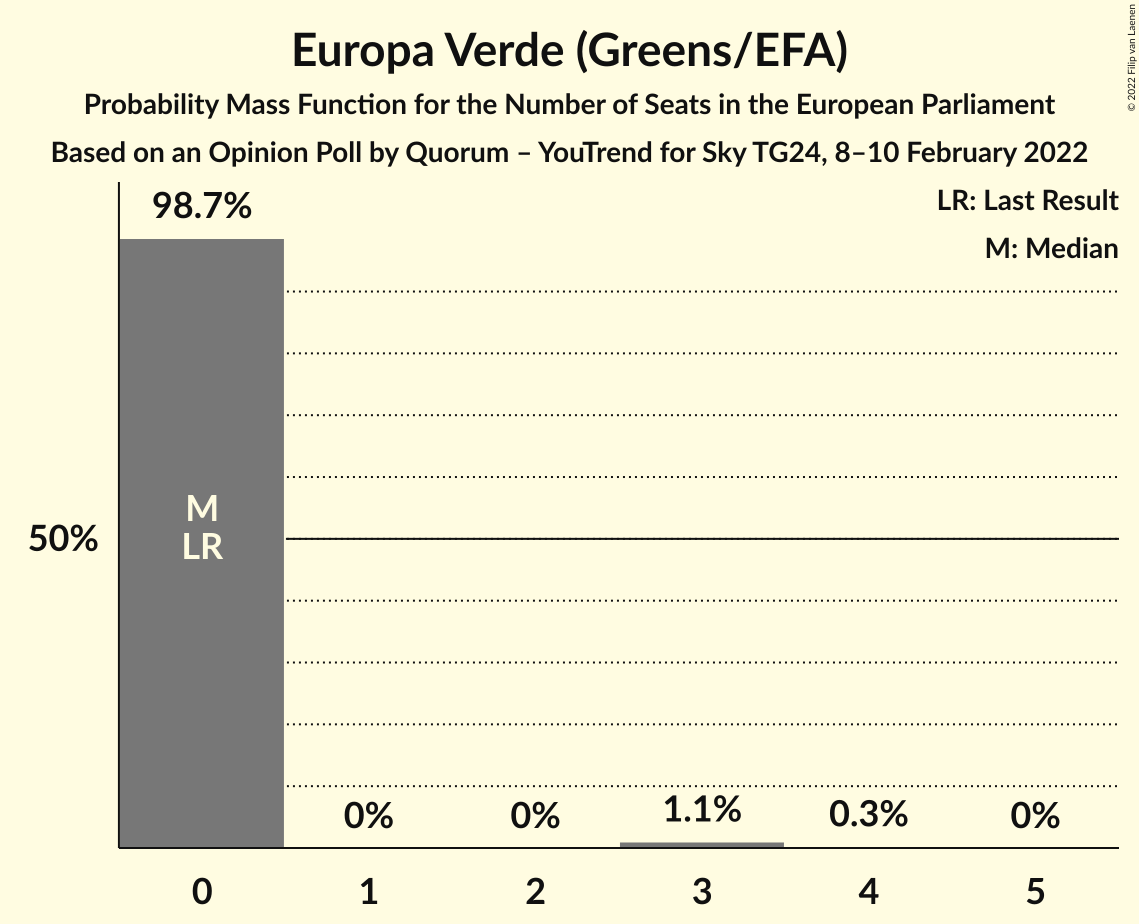 Europa Verde (Greens/EFA)
Probability Mass Function for the Number of Seats in the European Parliament
Based on an Opinion Poll by Quorum – YouTrend for Sky TG24, 8–10 February 2022
© 2022 Filip van Laenen
LR: Last Result
M: Median
98.7%
M
LR
50%
0% 0% 1.1% 0.3% 0%
0 1 2 3 4 5